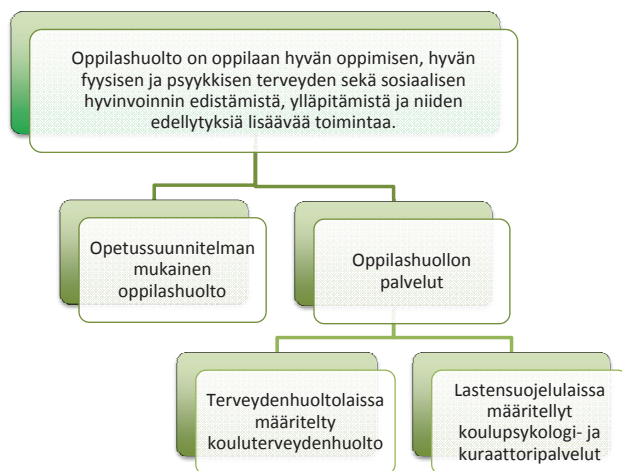 Oppilashuolto on oppilaan hyvän oppimisen, hyvän
fyysisen ja psyykkisen terveyden sekä sosiaalisen
hyvinvoinnin edistämistä, ylläpitämistä ja niiden
edellytyksiä lisäävää toimintaa.
Opetussuunnitelman
mukainen
oppilashuolto
Oppilashuollon
palvelut
Terveydenhuoltolaissa
määritelty
kouluterveydenhuolto
Lastensuojelulaissa
määritellyt
koulupsykologi- ja
kuraattoripalvelut